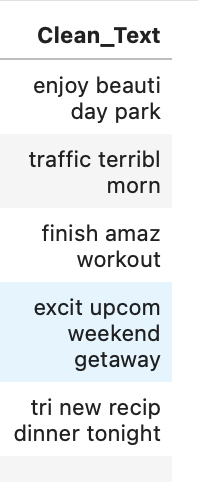 Clean_Text
enjoy beauti
day park
traffic terribl
morn
finish amaz
workout
excit upcom
weekend
getaway
tri new recip
dinner tonight